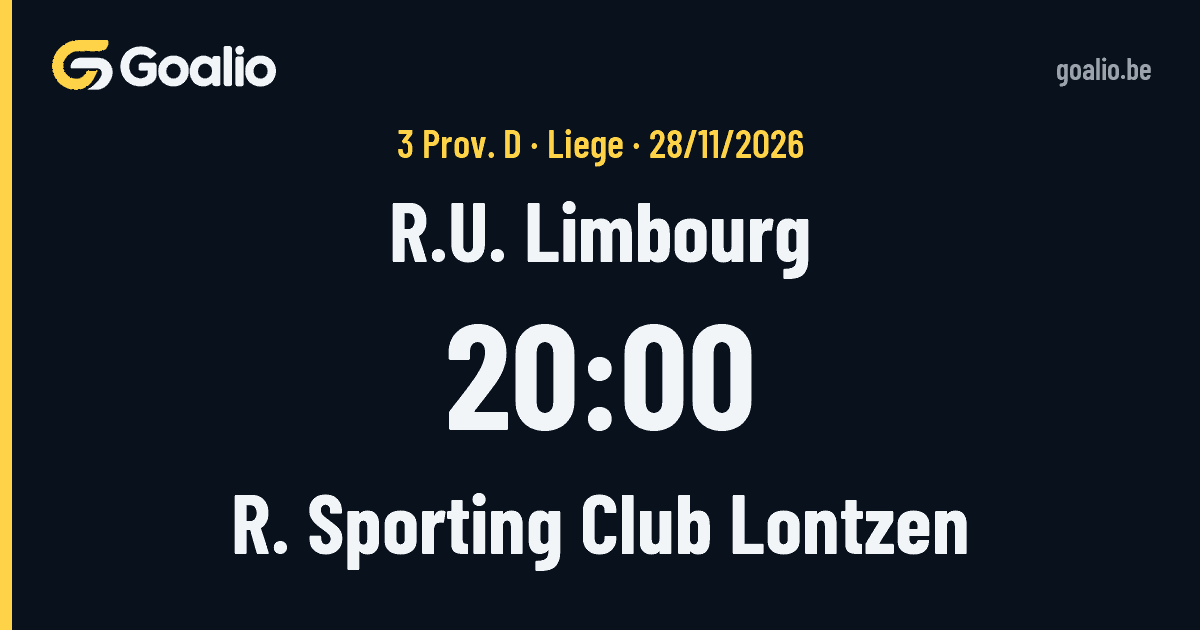 Goalio
goalio.be
3 Prov. D · Liege · 28/11/2026
R.U. Limbourg
20:00
R. Sporting Club Lontzen